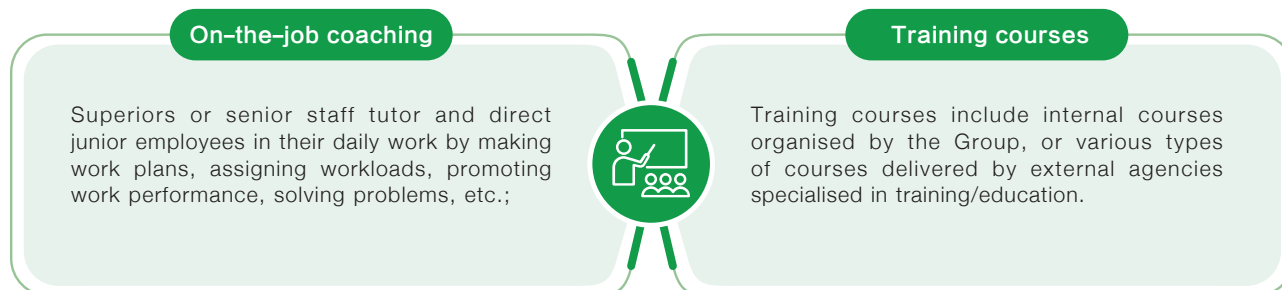 On-the-job coaching
Superiors or senior staff tutor and direct
junior employees in their daily work by making
work plans, assigning workloads, promoting
work performance, solving problems, etc.;
Training courses
Training courses include internal courses
organised by the Group, or various types
of courses delivered by external agencies
specialised in training/education.